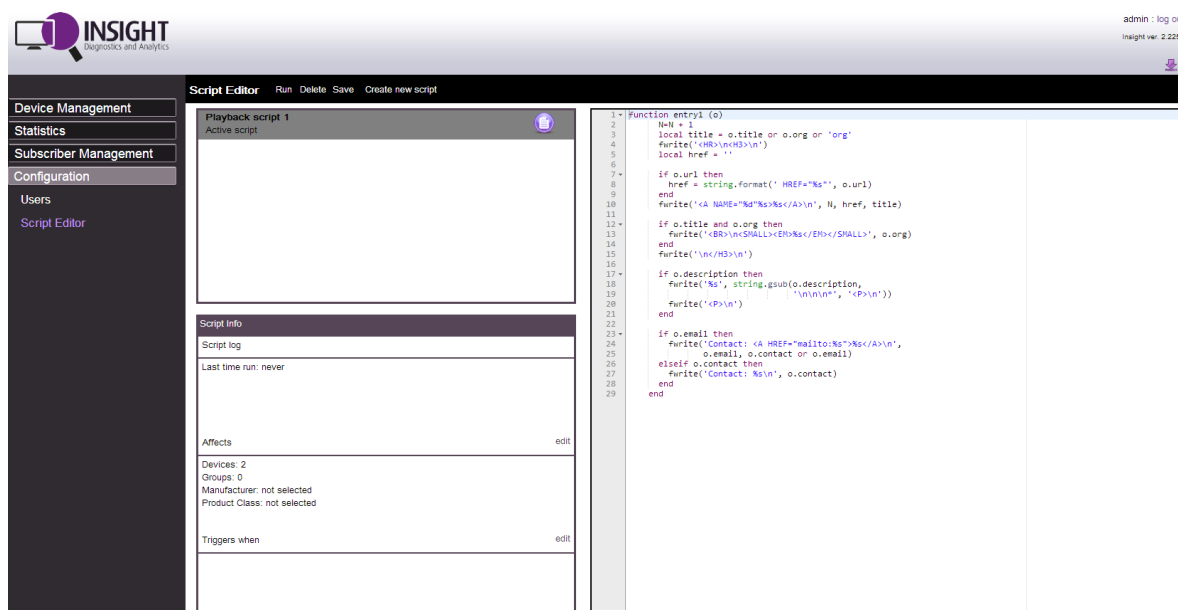 INSIGHT
Diagnostics and Analytics
admin : log
Insight ver. 2.225
Device Management
Statistics
Subscriber Management
Configuration
Users
Script Editor
Script Editor Run Delete Save Create new script
Playback script 1
Active script
Script Info
Script log
Last time run: never
Affects edit
Devices: 2
Groups: 0
Manufacturer: not selected
Product Class: not selected
Triggers when edit
1 function entry1 (o)
2 N=N + 1
3 local title = o.title or o.org or 'org'
4 fwrite('<HR>\n<H3>\n')
5 local href = ''
6
7 if o.url then
8 href = string.format(' HREF="%s"', o.url)
9 end
10 fwrite('<A NAME="%d"%s>%s</A>\n', N, href, title)
11
12 if o.title and o.org then
13 fwrite('<BR>\n<SMALL><EM>%s</EM></SMALL>', o.org)
14 end
15 fwrite('\n</H3>\n')
16
17 if o.description then
18 fwrite('%s', string.gsub(o.description,
19 '\n\n\n*', '<P>\n'))
20 fwrite('<P>\n')
21 end
22
23 if o.email then
24 fwrite('Contact: <A HREF="mailto:%s">%s</A>\n',
25 o.email, o.contact or o.email)
26 elseif o.contact then
27 fwrite('Contact: %s\n', o.contact)
28 end
29 end